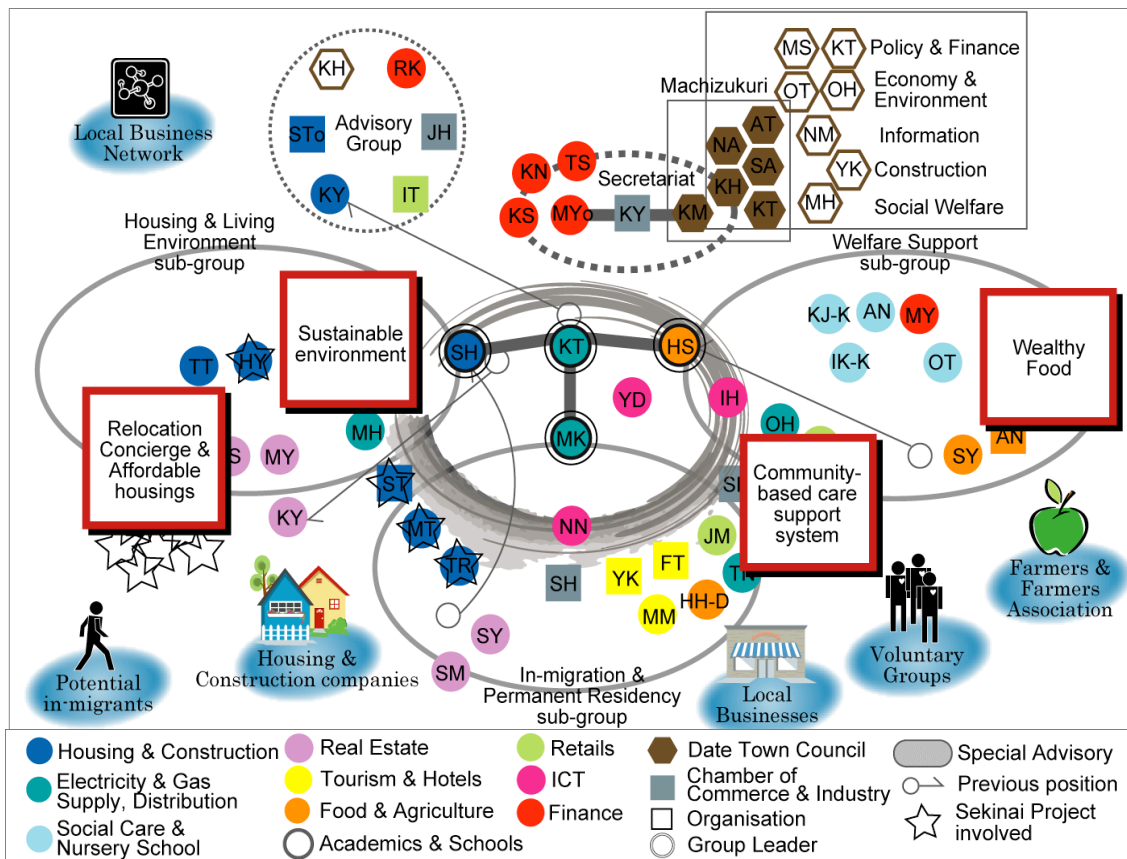 KH
RK
STo
Advisory
Group
JH
KY
IT
Local Business
Network
Machizukuri
MS
KT
Policy & Finance
OT
OH
Economy &
Environment
NM
Information
YK
Construction
MH
Social Welfare
AT
NA
SA
KH
KM
KT
Secretariat
KN
TS
KS
MYo
KY
Housing & Living
Environment
sub-group
Welfare Support
sub-group
Sustainable
environment
TT
HY
Relocation
Concierge &
Affordable
housings
S
MY
MH
KY
SH
KT
HS
YD
IH
MK
NN
KJ-K
AN
MY
IK-K
OT
Wealthy
Food
OH
SY
AN
Community-
based care
support
system
ST
MT
TR
SH
YK
FT
JM
MM
HH-D
SY
SM
In-migration &
Permanent Residency
sub-group
Potential
in-migrants
Housing &
Construction companies
Local
Businesses
Voluntary
Groups
Farmers &
Farmers
Association
Housing & Construction
Electricity & Gas
Supply, Distribution
Social Care &
Nursery School
Real Estate
Tourism & Hotels
Food & Agriculture
Academics & Schools
Retails
ICT
Finance
Date Town Council
Chamber of
Commerce & Industry
Organisation
Group Leader
Special Advisory
Previous position
Sekinai Project
involved